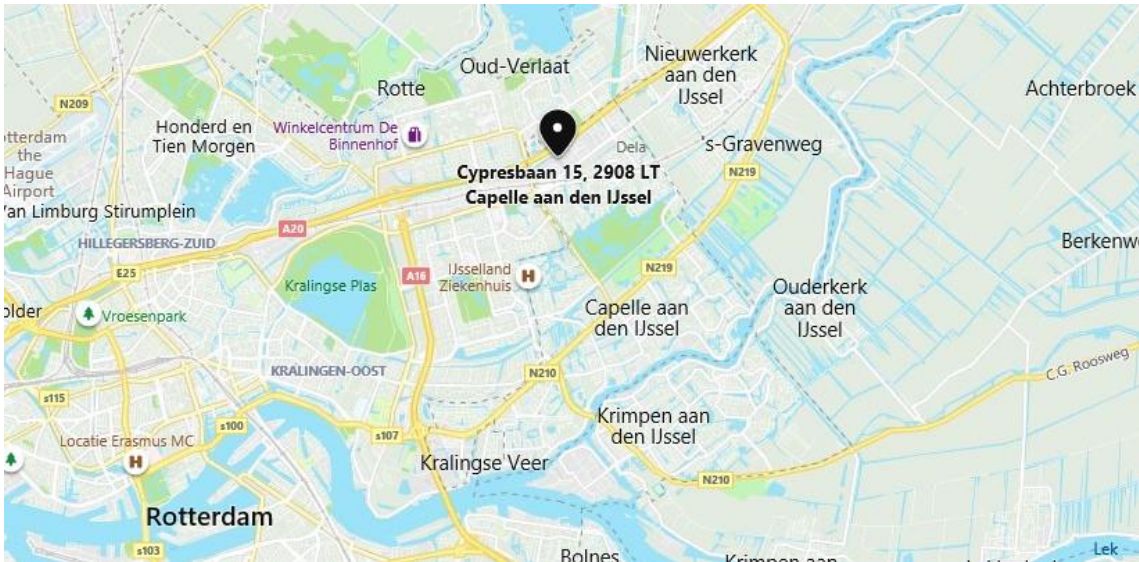 Nieuwerkerk
aan den
IJssel
Oud-Verlaat
Rotte
Achterbroek
N209
Honderd en
Tien Morgen
Winkelcentrum De
Binnenhof
Dela
's-Gravenweg
the
Hague
Airport
Cypresbaan 15, 2908 LT
Capelle aan den IJssel
N219
Van Limburg Stirumplein
A20
HILLEGERSBERG-ZUID
E25
Kralingse Plas
A16
IJsselland
Ziekenhuis
H
N219
Vroesenpark
Capelle aan
den IJssel
Ouderkerk
aan den
IJssel
KRALINGEN-OOST
N210
C.G. Roosweg
s115
s100
s107
Krimpen aan
den IJssel
Locatie Erasmus MC
H
Kralingse Veer
N210
Rotterdam
s103
Bolnes
Krimpen aan
Lek